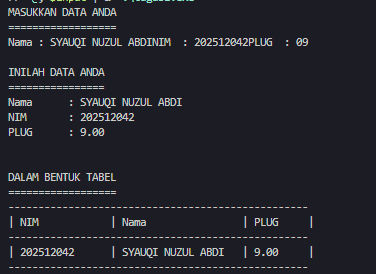 MASUKKAN DATA ANDA
==================
Nama : SYAUQI NUZUL ABDINIM  : 202512042PLUG  : 09
INILAH DATA ANDA
================
Nama      : SYAUQI NUZUL ABDI
NIM       : 202512042
PLUG      : 9.00
DALAM BENTUK TABEL
==================
--------------------------------------------------
| NIM            | Nama                | PLUG     |
--------------------------------------------------
| 202512042      | SYAUQI NUZUL ABDI   | 9.00     |
--------------------------------------------------